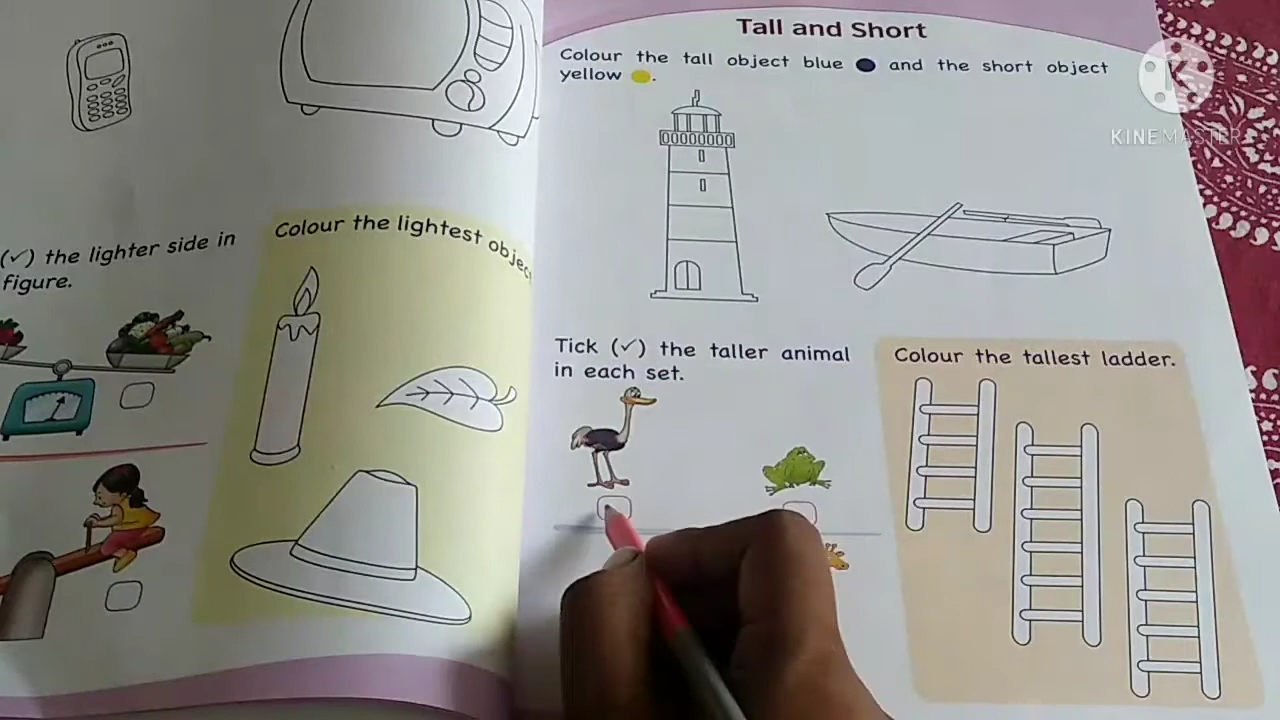 (✓) the lighter side in
figure.
Colour the lightest
Tall and Short
Colour the tall object blue and the short object
yellow .
Tick (✓) the taller animal
in each set.
Colour the tallest ladder.
KINEMASTER